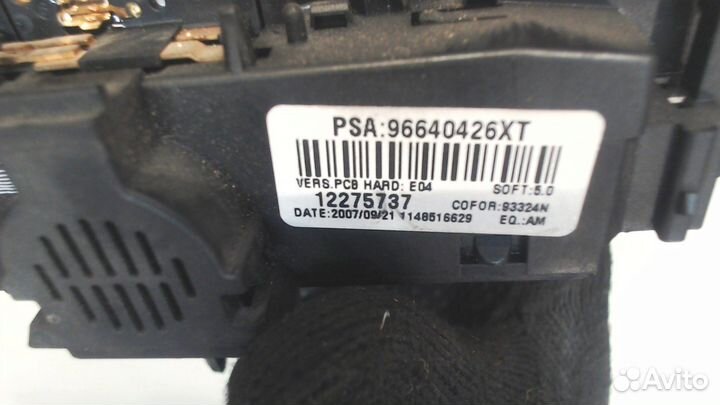 PSA:96640426XT
VERS.PCB HARD: E04 SOFT:5.0
12275737 COFOR:93324N
DATE:2007/09/21 1148516629 EQ.:AM
Avito